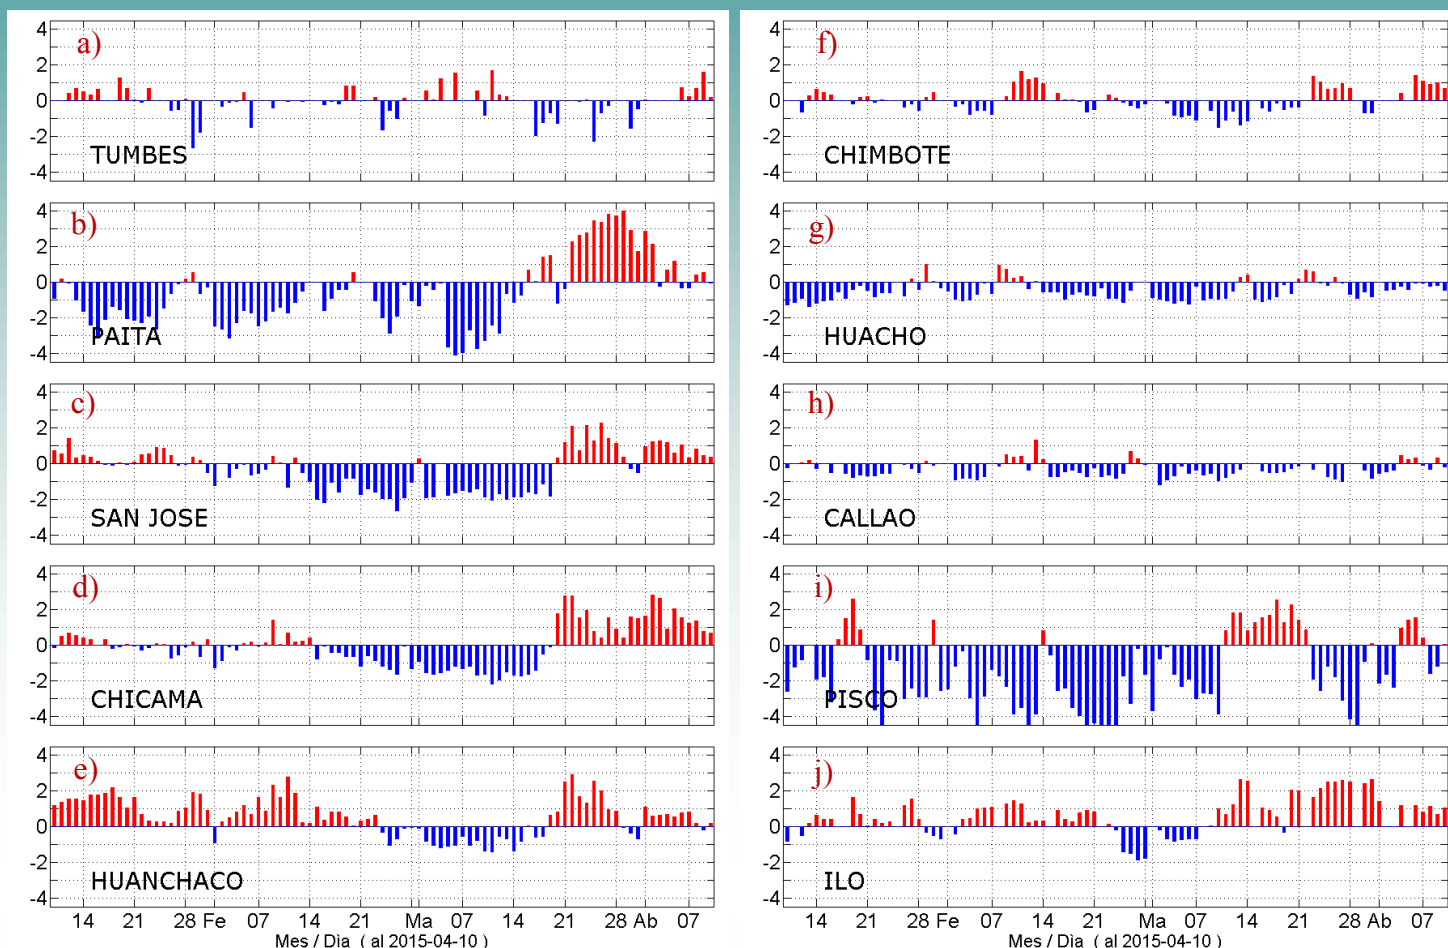 a)
4
2
0
-2
-4
TUMBES
b)
4
2
0
-2
-4
PAITA
c)
4
2
0
-2
-4
SAN JOSE
d)
4
2
0
-2
-4
CHICAMA
e)
4
2
0
-2
-4
HUANCHACO
14 21 28 Fe 07 14 21 Ma 07 14 21 28 Ab 07
Mes / Dìa ( al 2015-04-10 )
f)
4
2
0
-2
-4
CHIMBOTE
g)
4
2
0
-2
-4
HUACHO
h)
4
2
0
-2
-4
CALLAO
i)
4
2
0
-2
-4
PISCO
j)
4
2
0
-2
-4
ILO
14 21 28 Fe 07 14 21 Ma 07 14 21 28 Ab 07
Mes / Dìa ( al 2015-04-10 )